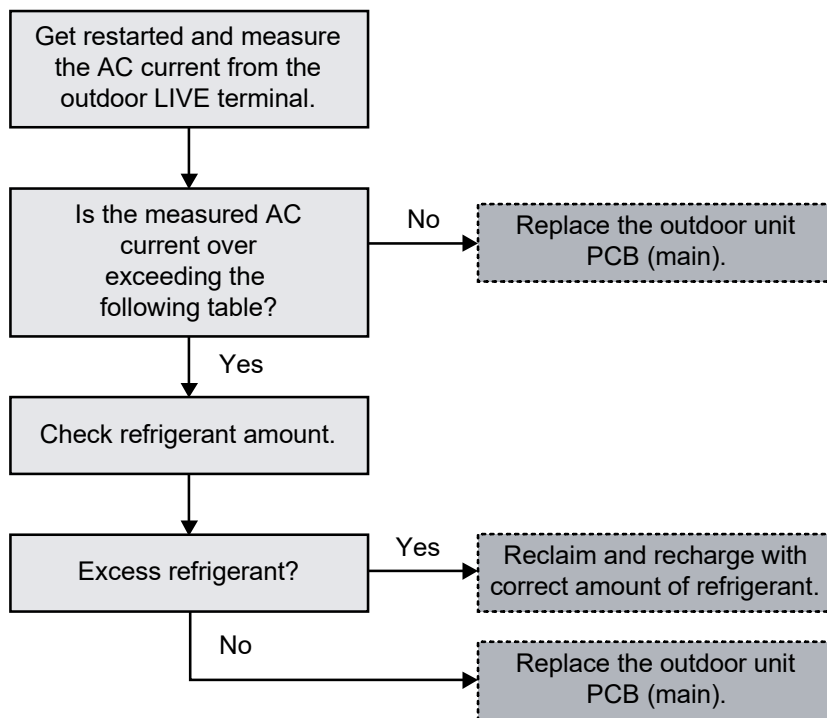 Get restarted and measure
the AC current from the
outdoor LIVE terminal.
Is the measured AC
current over
exceeding the
following table?
No
Replace the outdoor unit
PCB (main).
Yes
Check refrigerant amount.
Excess refrigerant?
Yes
Reclaim and recharge with
correct amount of refrigerant.
No
Replace the outdoor unit
PCB (main).